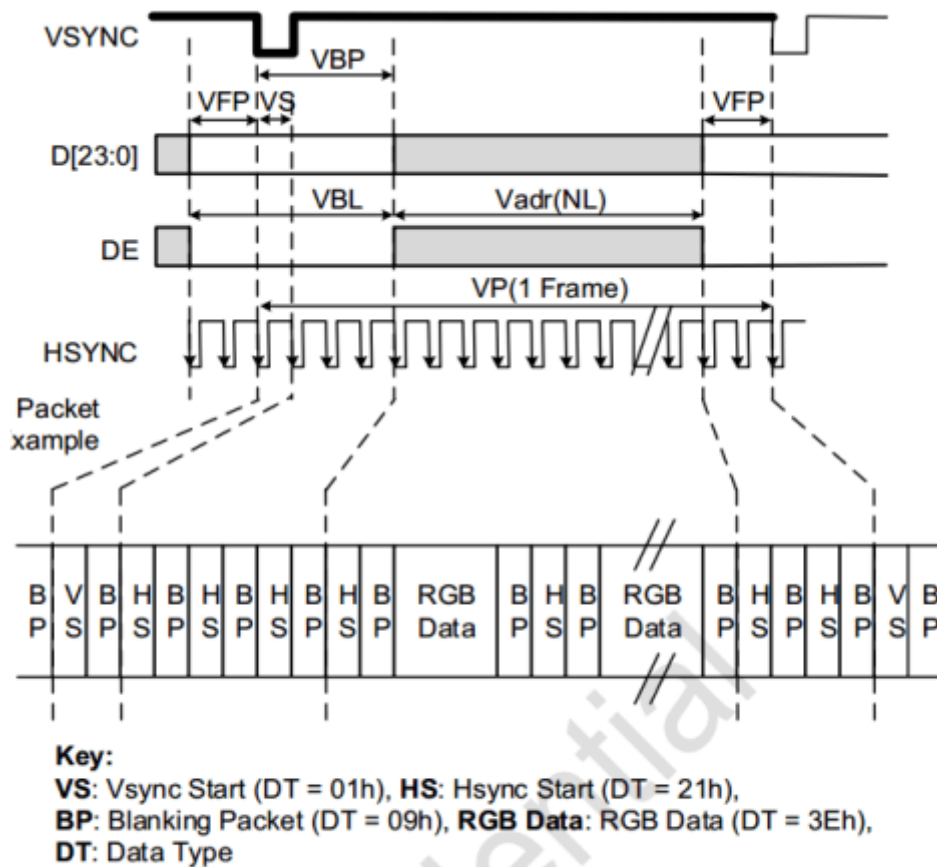 VSYNC
VBP
VFP VS VFP
D[23:0]
VBL Vadr(NL)
DE
VP(1 Frame)
HSYNC
Packet
xample
B V B H B H B H B H B RGB B H B RGB B H B H B V B
P S P S P S P S P S P Data P S P Data P S P S P S P
Key:
VS: Vsync Start (DT = 01h), HS: Hsync Start (DT = 21h),
BP: Blanking Packet (DT = 09h), RGB Data: RGB Data (DT = 3Eh),
DT: Data Type
dential